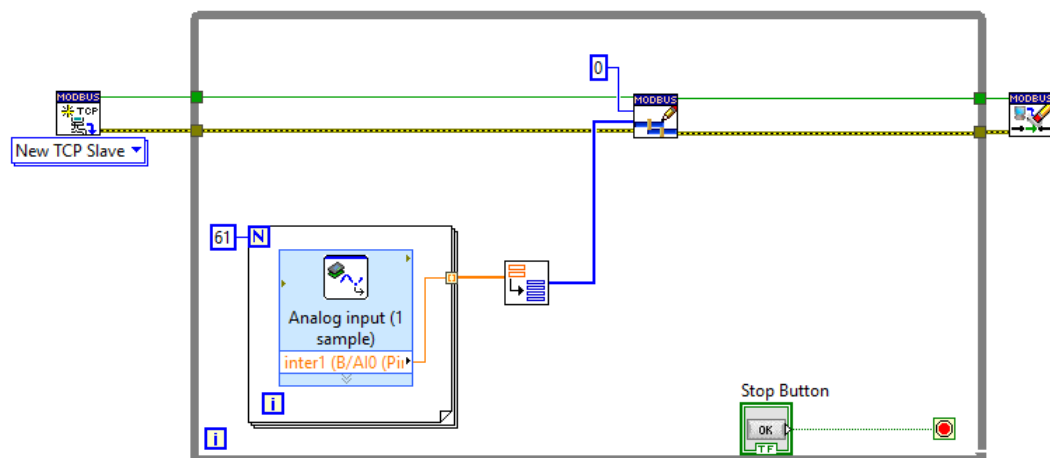 0
MODBUS
TCP
New TCP Slave
MODBUS
MODBUS
61
N
Analog input (1
sample)
inter1 (B/AI0 (Pi
i
i
Stop Button
OK
TF